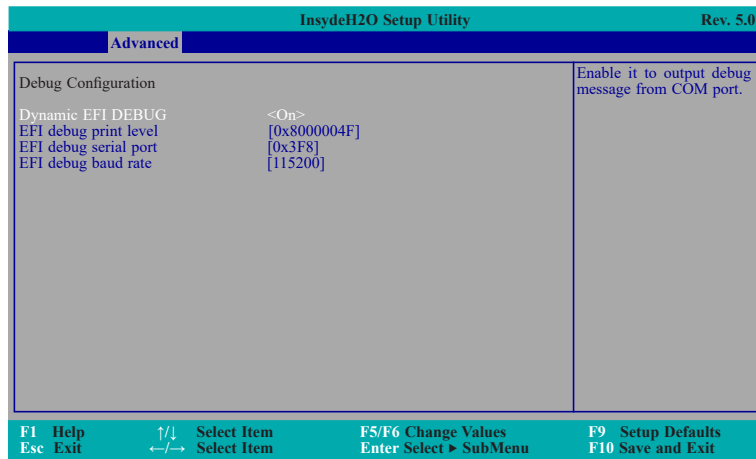 InsydeH2O Setup Utility Rev. 5.0
Advanced
Debug Configuration
Dynamic EFI DEBUG <On>
EFI debug print level [0x8000004F]
EFI debug serial port [0x3F8]
EFI debug baud rate [115200]
Enable it to output debug
message from COM port.
F1 Help ↑/↓ Select Item F5/F6 Change Values F9 Setup Defaults
Esc Exit ←/→ Select Item Enter Select ▶ SubMenu F10 Save and Exit